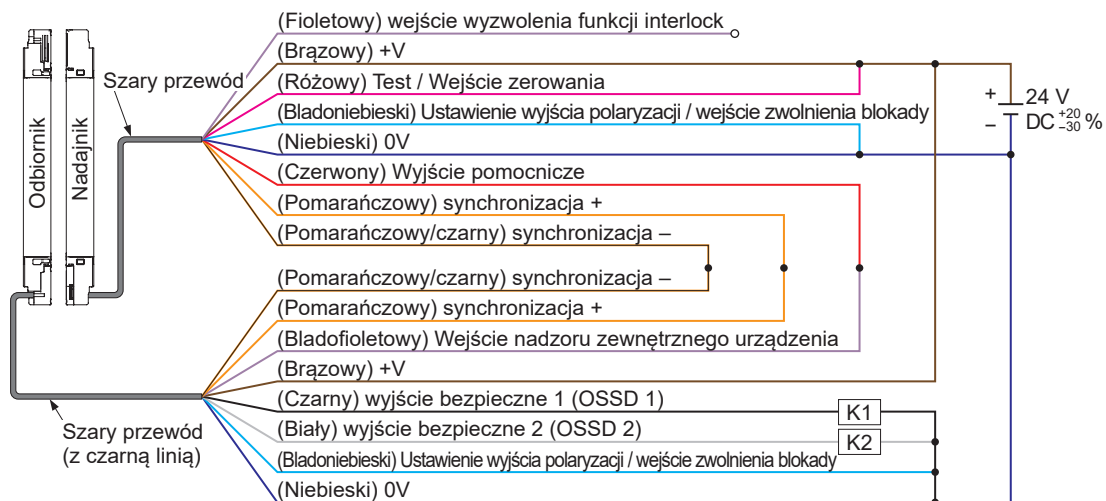 (Fioletowy) wejście wyzwolenia funkcji interlock
(Brązowy) +V
Szary przewód
(Różowy) Test / Wejście zerowania
(Bladoniebieski) Ustawienie wyjścia polaryzacji / wejście zwolnienia blokady
+ 24 V
– DC +20 –30 %
(Niebieski) 0V
Odbiornik
Nadajnik
(Czerwony) Wyjście pomocnicze
(Pomarańczowy) synchronizacja +
(Pomarańczowy/czarny) synchronizacja –
(Pomarańczowy/czarny) synchronizacja –
(Pomarańczowy) synchronizacja +
(Bladofioletowy) Wejście nadzoru zewnętrznego urządzenia
(Brązowy) +V
(Czarny) wyjście bezpieczne 1 (OSSD 1)
K1
Szary przewód
(z czarną linią)
(Biały) wyjście bezpieczne 2 (OSSD 2)
K2
(Bladoniebieski) Ustawienie wyjścia polaryzacji / wejście zwolnienia blokady
(Niebieski) 0V